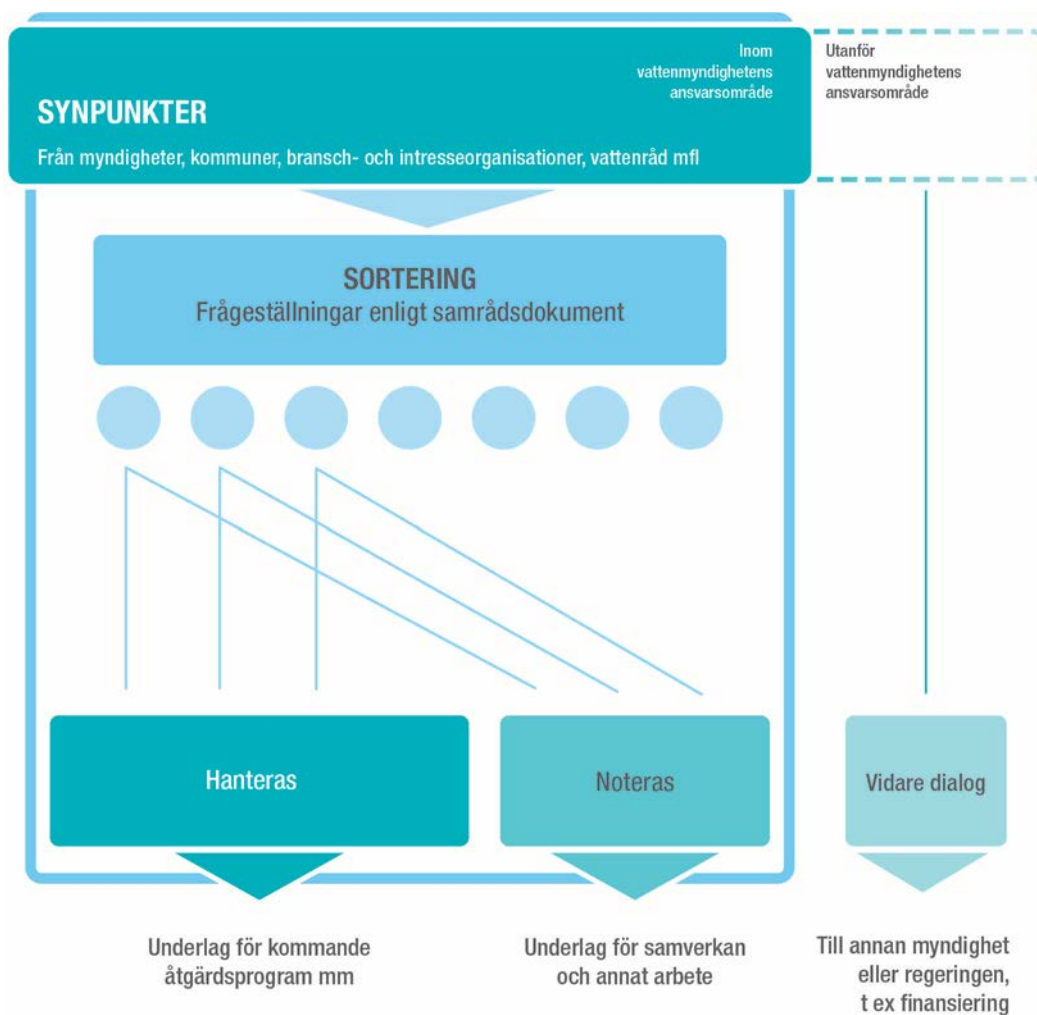 Inom
vattenmyndighetens
ansvarsområde
Utanför
vattenmyndighetens
ansvarsområde
SYNPUNKTER
Från myndigheter, kommuner, bransch- och intresseorganisationer, vattenråd mfl
SORTERING
Frågeställningar enligt samrådsdokument
Hanteras
Noteras
Vidare dialog
Underlag för kommande
åtgärdsprogram mm
Underlag för samverkan
och annat arbete
Till annan myndighet
eller regeringen,
t ex finansiering